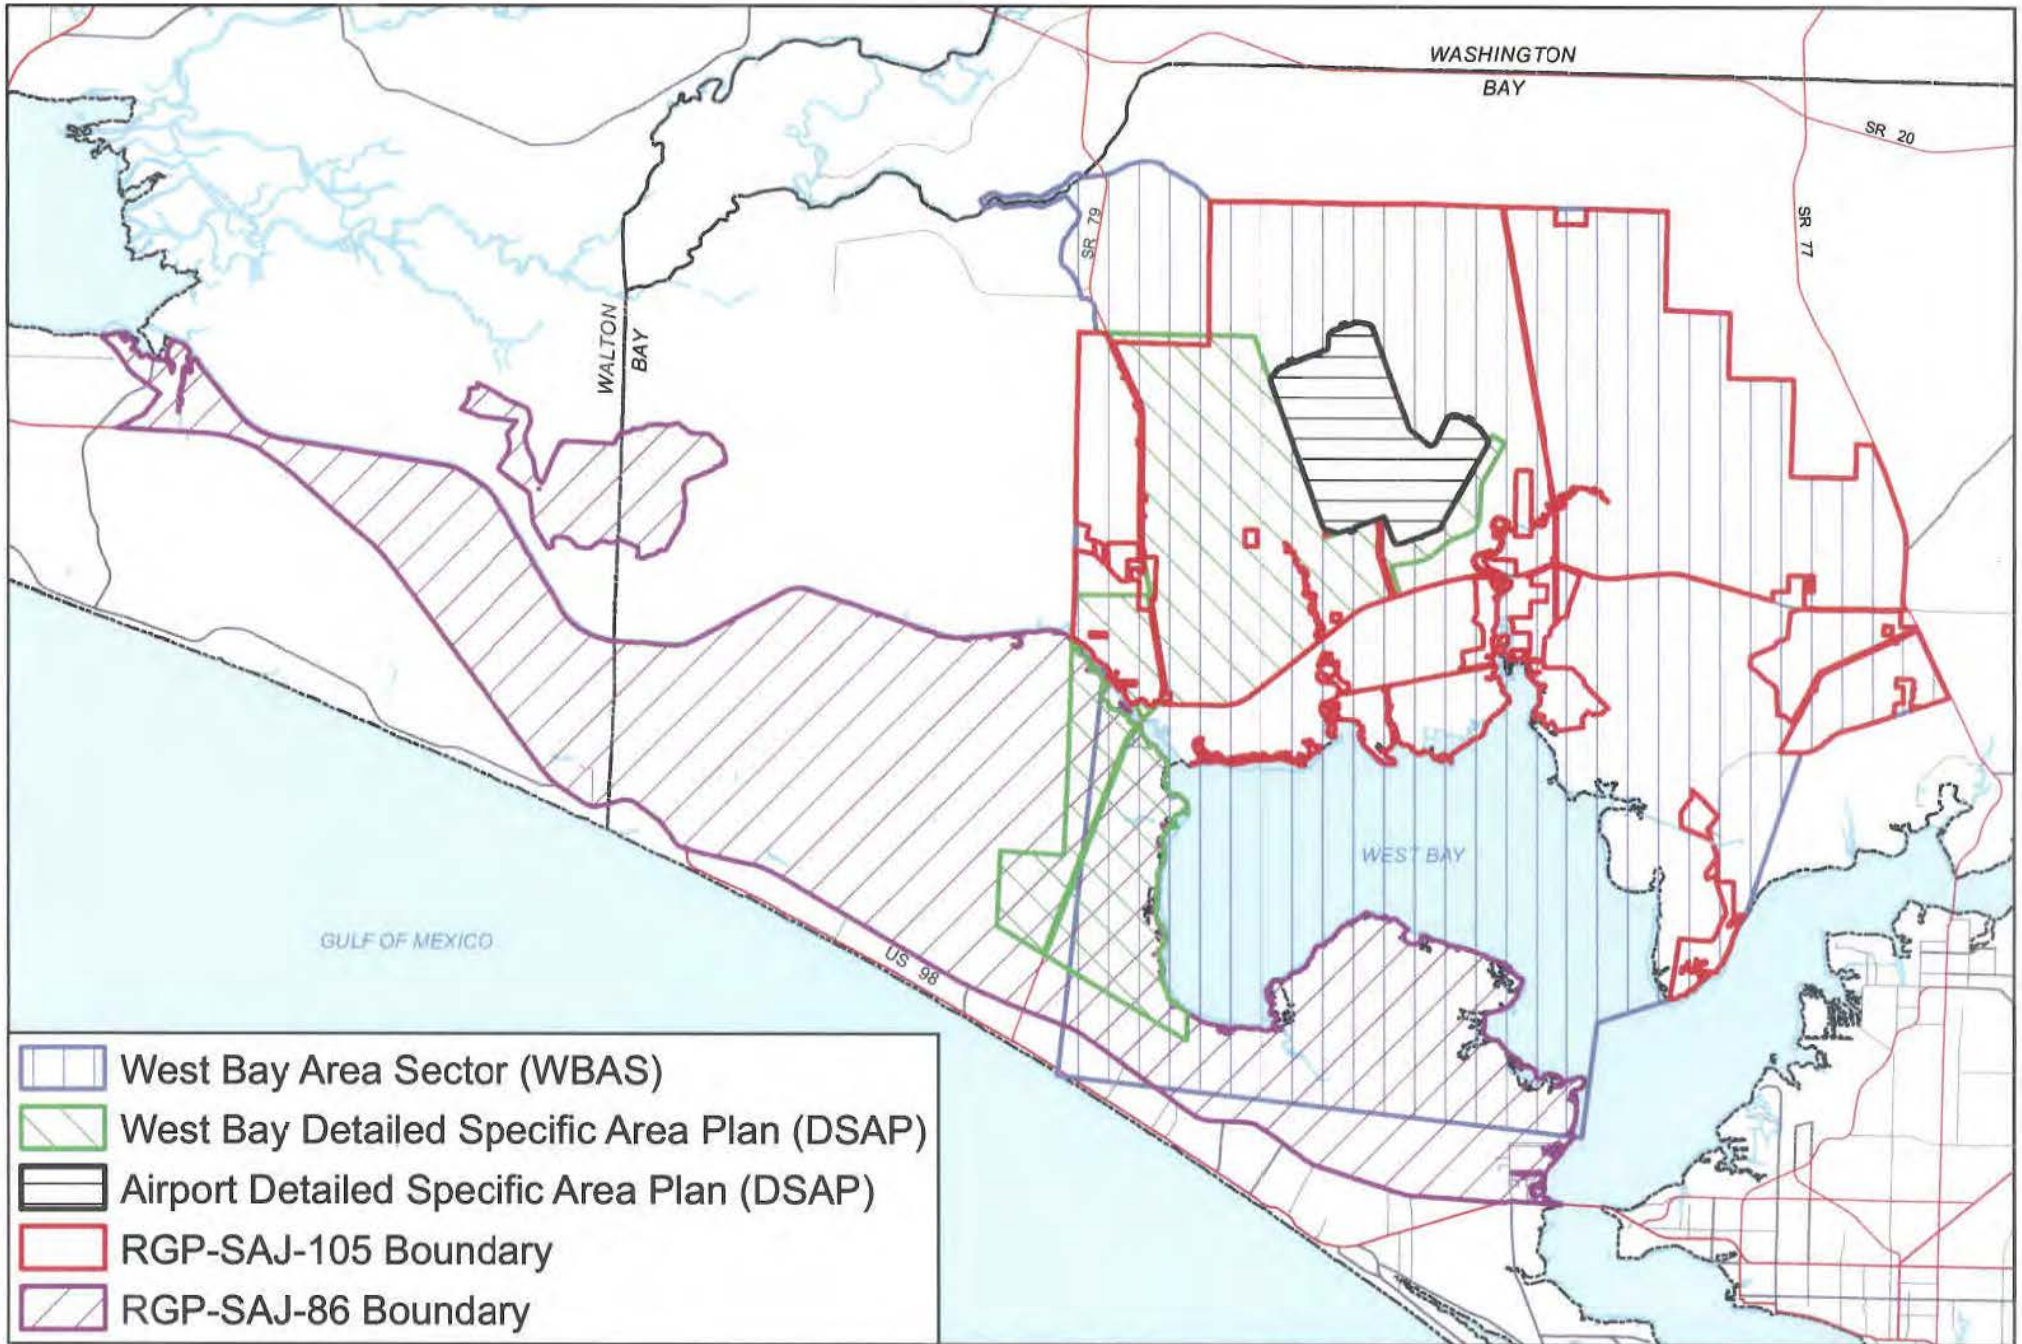 WASHINGTON
BAY
SR 20
SR 79
SR 77
WALTON
BAY
WEST BAY
GULF OF MEXICO
US 98
West Bay Area Sector (WBAS)
West Bay Detailed Specific Area Plan (DSAP)
Airport Detailed Specific Area Plan (DSAP)
RGP-SAJ-105 Boundary
RGP-SAJ-86 Boundary